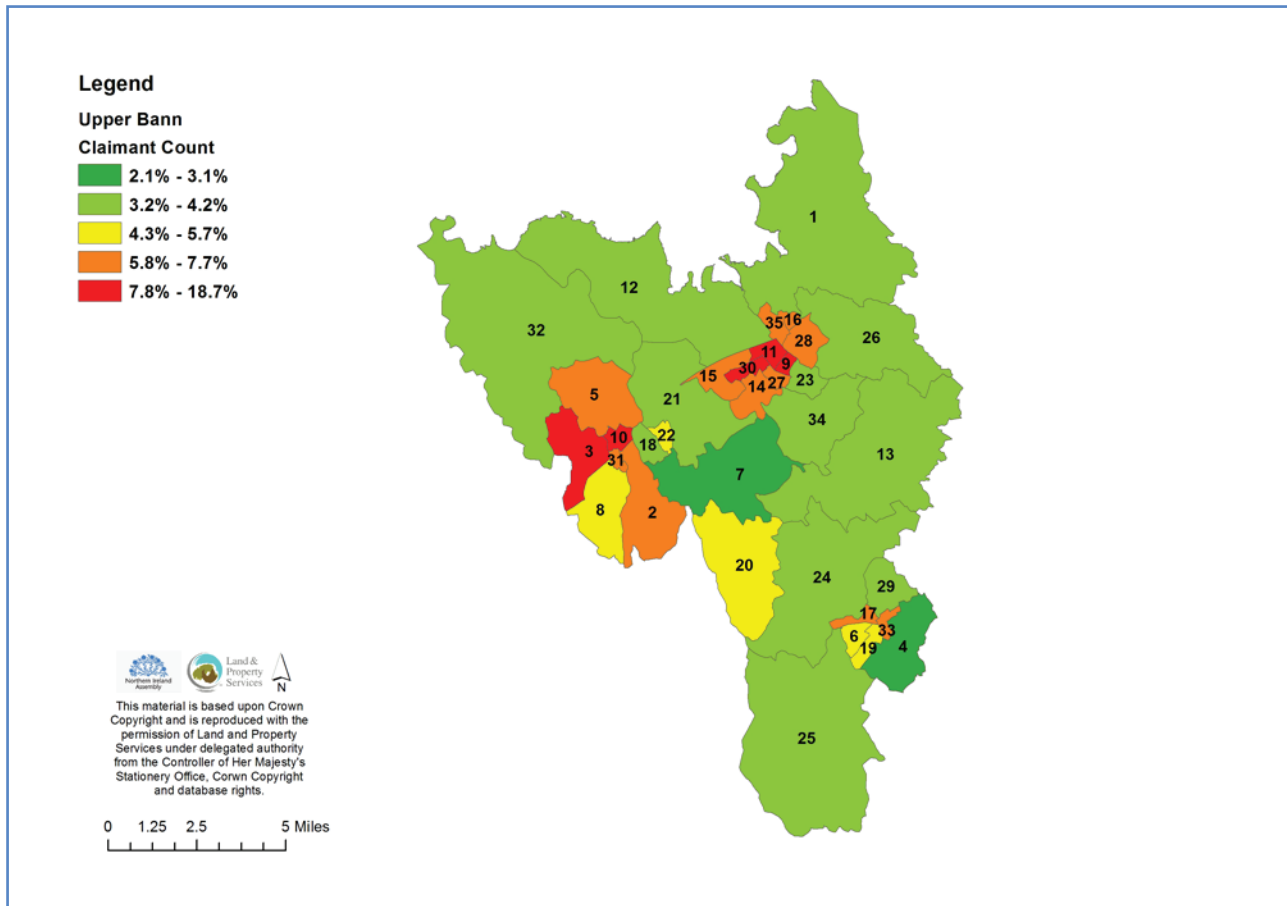 Legend
Upper Bann
Claimant Count
2.1% - 3.1%
3.2% - 4.2%
4.3% - 5.7%
5.8% - 7.7%
7.8% - 18.7%
1
12
32
35
16
28
26
11
9
30
15
14
27
23
5
21
34
22
18
10
3
13
31
7
8
2
20
24
29
17
33
6
19
4
25
Northern Ireland
Assembly
Land &
Property
Services
N
This material is based upon Crown
Copyright and is reproduced with the
permission of Land and Property
Services under delegated authority
from the Controller of Her Majesty's
Stationery Office, Corwn Copyright
and database rights.
0 1.25 2.5 5 Miles